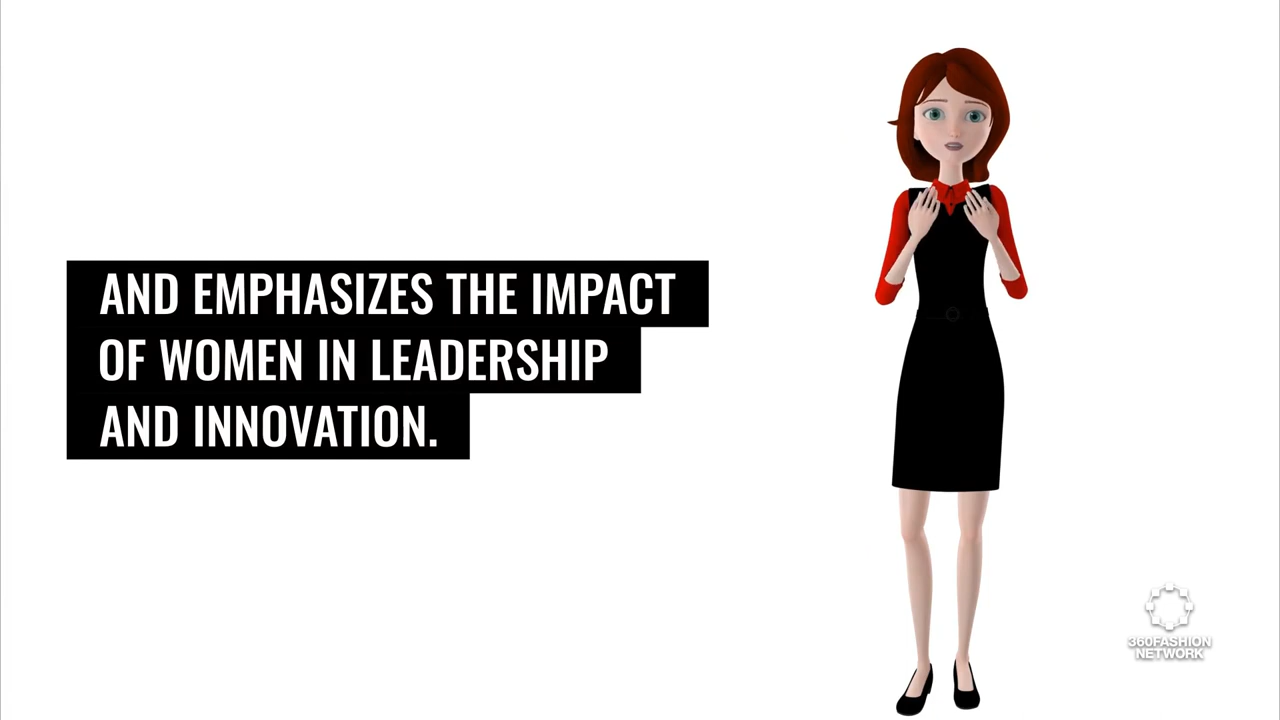 AND EMPHASIZES THE IMPACT
OF WOMEN IN LEADERSHIP
AND INNOVATION.
360FASHION
NETWORK